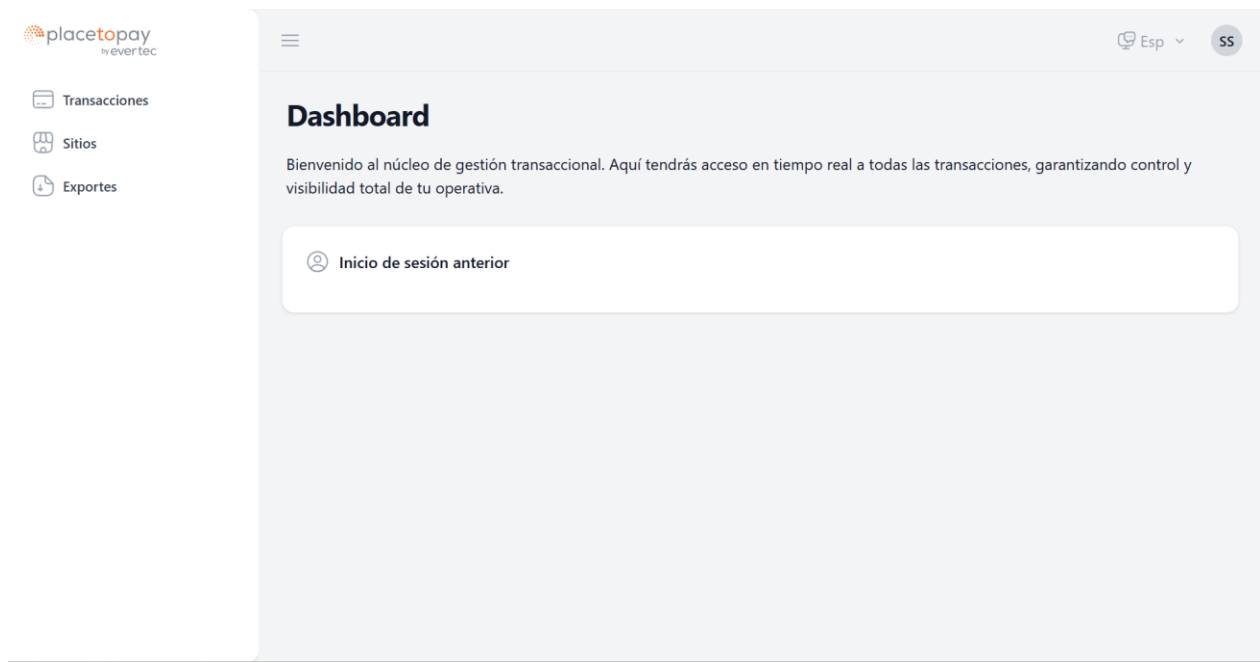 placetopay
by evertec
Esp
SS
Transacciones
Sitios
Exportes
Dashboard
Bienvenido al núcleo de gestión transaccional. Aquí tendrás acceso en tiempo real a todas las transacciones, garantizando control y
visibilidad total de tu operativa.
Inicio de sesión anterior